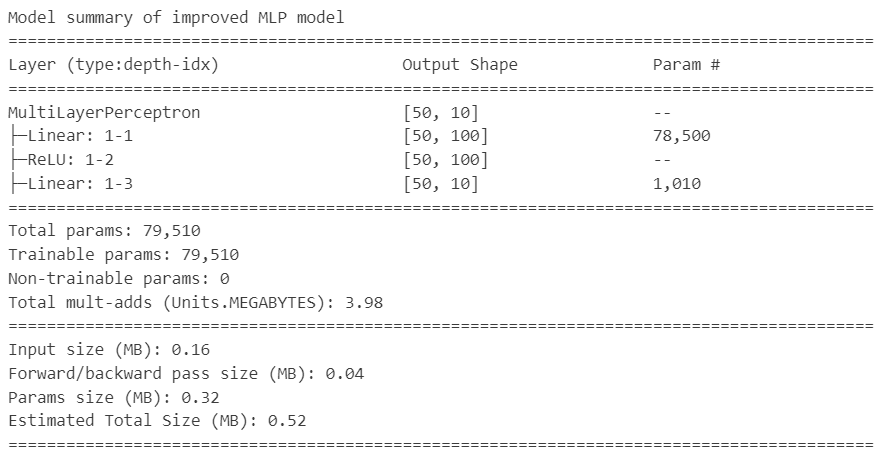 Model summary of improved MLP model
==========================================================================================
Layer (type:depth-idx)                   Output Shape              Param #
==========================================================================================
MultiLayerPerceptron                     [50, 10]                  --
├─Linear: 1-1                            [50, 100]                 78,500
├─ReLU: 1-2                              [50, 100]                 --
├─Linear: 1-3                            [50, 10]                  1,010
==========================================================================================
Total params: 79,510
Trainable params: 79,510
Non-trainable params: 0
Total mult-adds (Units.MEGABYTES): 3.98
==========================================================================================
Input size (MB): 0.16
Forward/backward pass size (MB): 0.04
Params size (MB): 0.32
Estimated Total Size (MB): 0.52
==========================================================================================